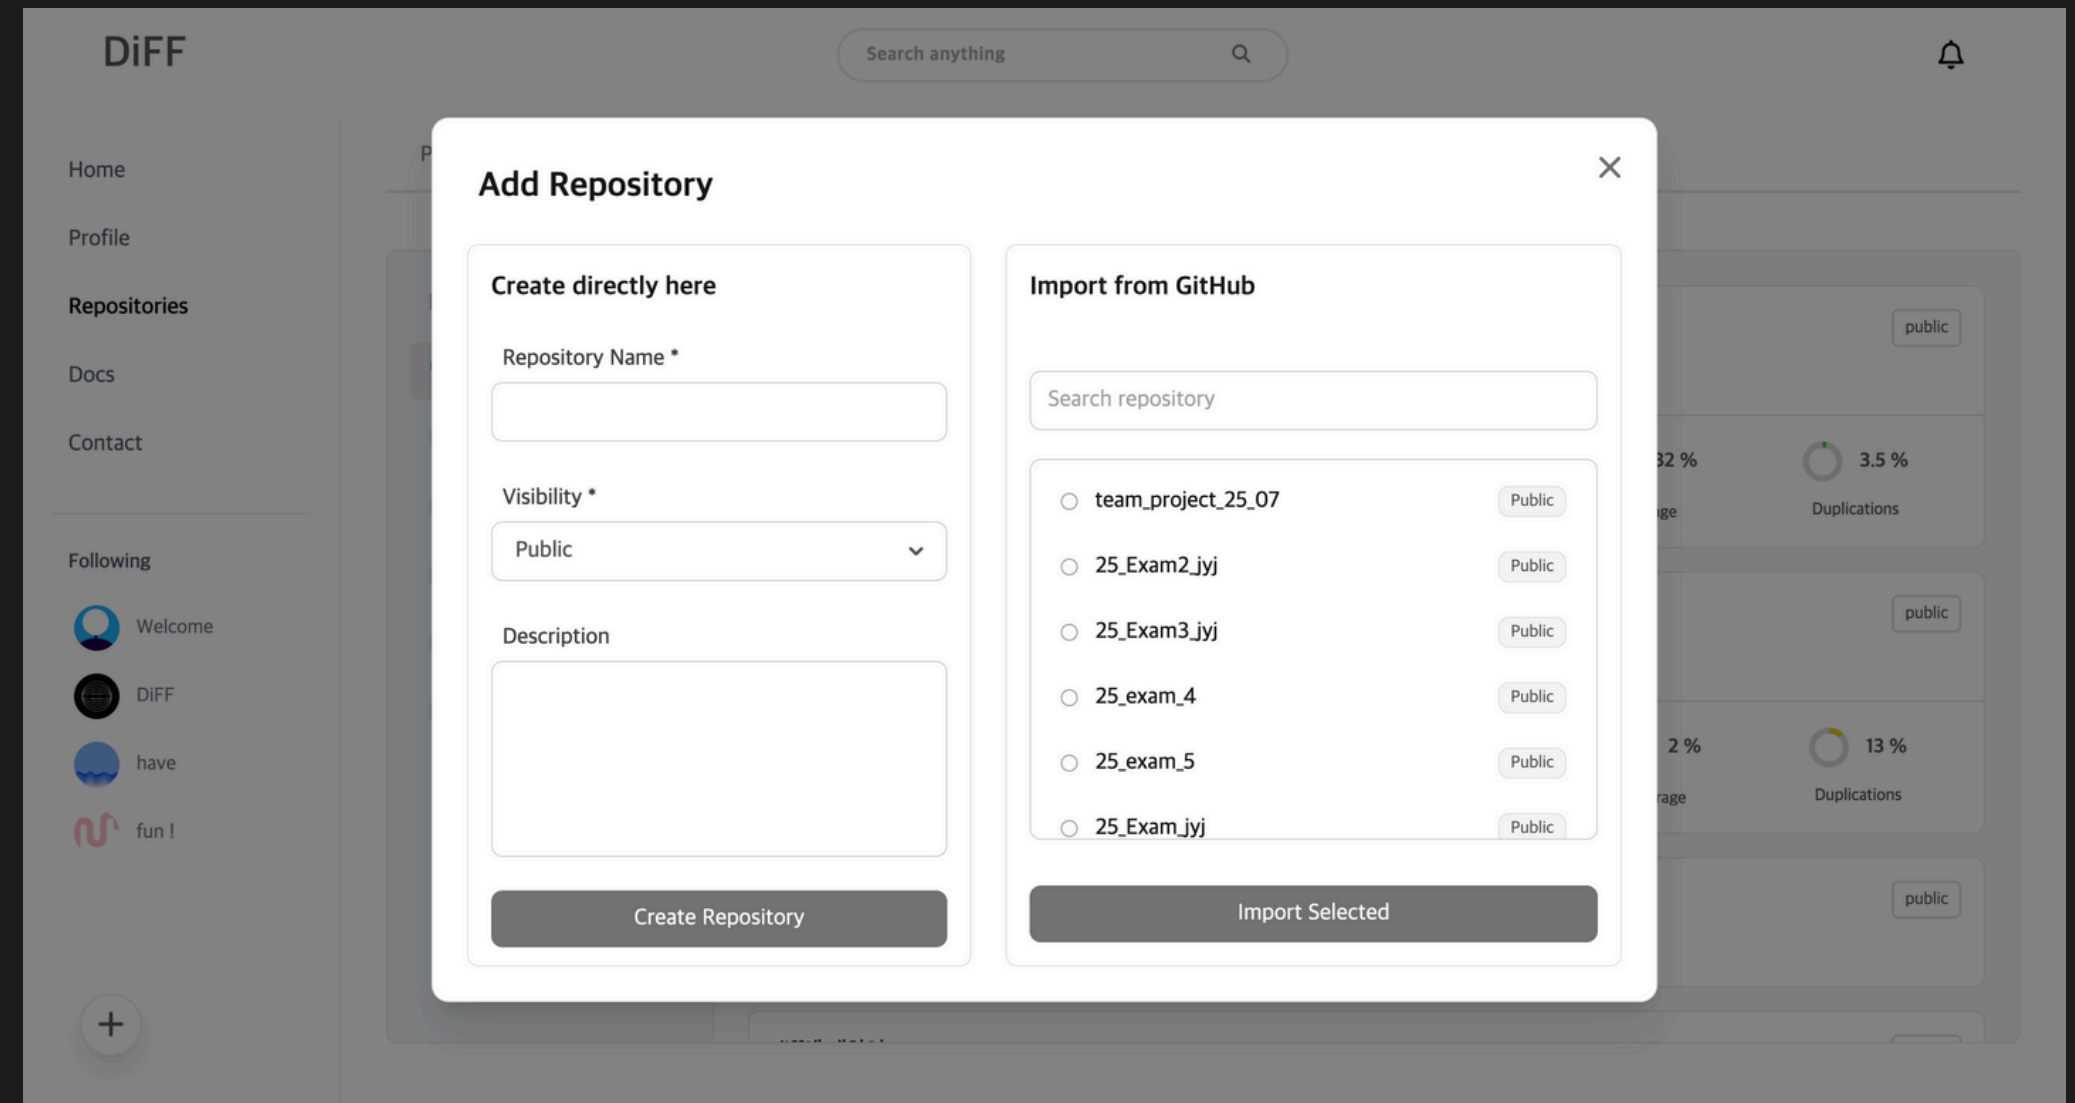 DiFF
Search anything
Home
Profile
Repositories
Docs
Contact
Following
Welcome
DiFF
have
fun !
Add Repository
Create directly here
Repository Name *
Visibility *
Public
Description
Create Repository
Import from GitHub
Search repository
team_project_25_07 Public
25_Exam2_jyj Public
25_Exam3_jyj Public
25_exam_4 Public
25_exam_5 Public
25_Exam_jyj Public
Import Selected
public
3.5 %
Duplications
public
2 % 13 %
Duplications
public